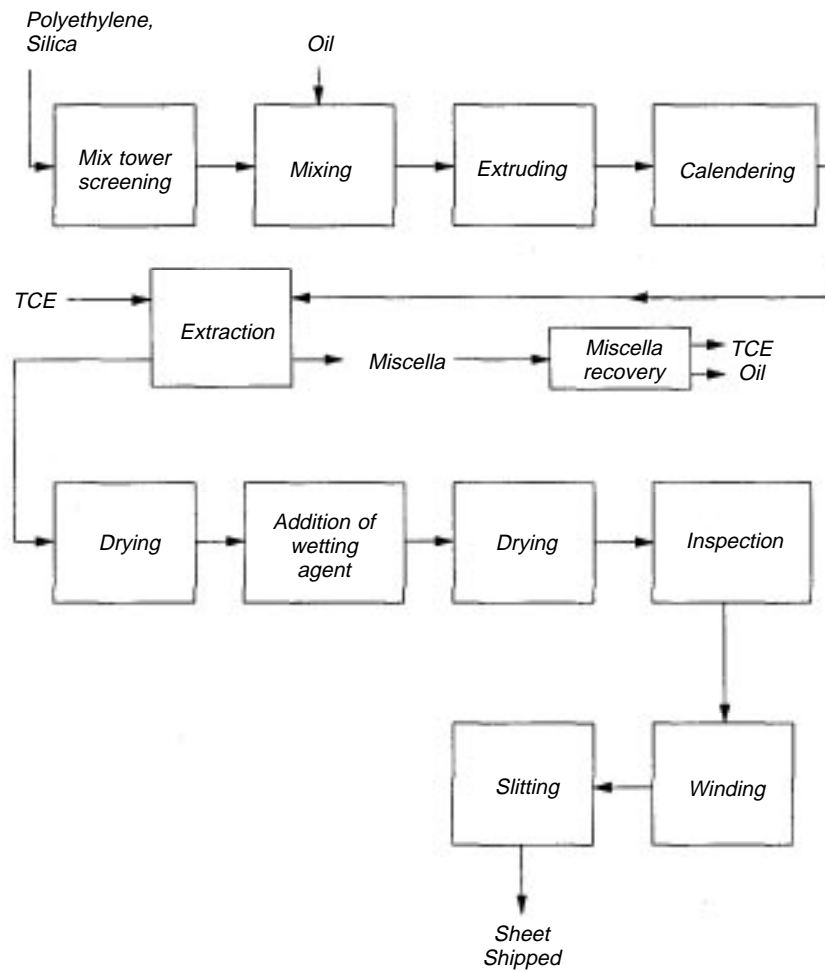 Polyethylene,
Silica
Oil
Mix tower
screening
Mixing
Extruding
Calendering
TCE
Extraction
Miscella
Miscella
recovery
TCE
Oil
Drying
Addition of
wetting
agent
Drying
Inspection
Slitting
Winding
Sheet
Shipped